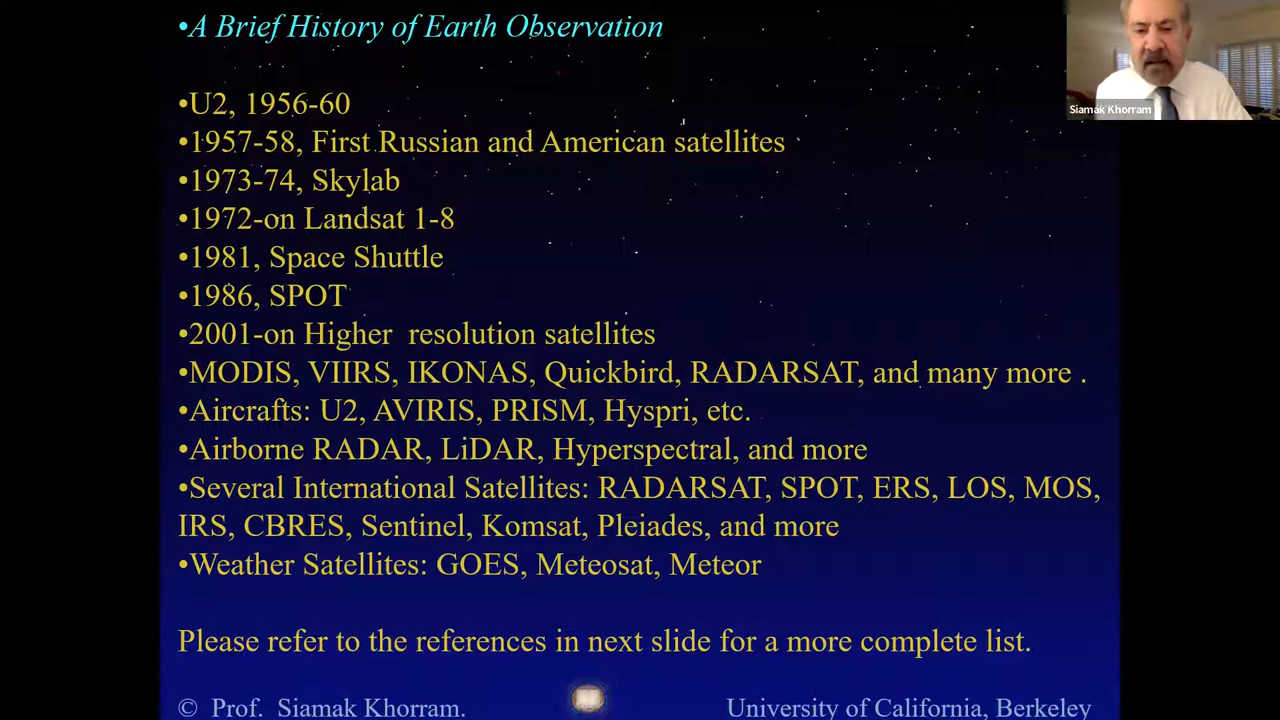 •A Brief History of Earth Observation
•U2, 1956-60
•1957-58, First Russian and American satellites
•1973-74, Skylab
•1972-on Landsat 1-8
•1981, Space Shuttle
•1986, SPOT
•2001-on Higher resolution satellites
•MODIS, VIIRS, IKONAS, Quickbird, RADARSAT, and many more .
•Aircrafts: U2, AVIRIS, PRISM, Hyspri, etc.
•Airborne RADAR, LiDAR, Hyperspectral, and more
•Several International Satellites: RADARSAT, SPOT, ERS, LOS, MOS,
IRS, CBRES, Sentinel, Komsat, Pleiades, and more
•Weather Satellites: GOES, Meteosat, Meteor
Please refer to the references in next slide for a more complete list.
© Prof. Siamak Khorram.
University of California, Berkeley
Siamak Khorram